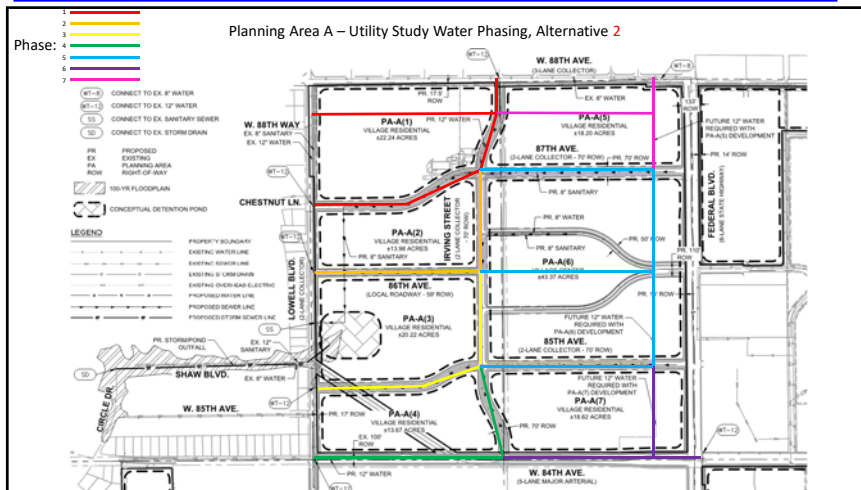 Planning Area A – Utility Study Water Phasing, Alternative 2
Phase:
1
2
3
4
5
6
7
WT-8 CONNECT TO EX. 8" WATER
WT-12 CONNECT TO EX. 12" WATER
SS CONNECT TO EX. SANITARY SEWER
SD CONNECT TO EX. STORM DRAIN
PR PROPOSED
EX EXISTING
PA PLANNING AREA
ROW RIGHT-OF-WAY
100-YR FLOODPLAIN
CONCEPTUAL DETENTION POND
LEGEND
PROPERTY BOUNDARY
EXISTING WATER LINE
EXISTING SEWER LINE
EXISTING STORM DRAIN
EXISTING OVERHEAD ELECTRIC
PROPOSED WATER LINE
PROPOSED SEWER LINE
PROPOSED STORM SEWER LINE
WT-12
W. 88TH AVE.
(3-LANE COLLECTOR)
WT-8
PR. 17.5'
ROW
EX. 8" WATER
133'
ROW
W. 88TH WAY
EX. 8" SANITARY
EX. 12" WATER
PA-A(1)
VILLAGE RESIDENTIAL
±22.24 ACRES
PR. 12" WATER
PA-A(5)
VILLAGE RESIDENTIAL
±18.20 ACRES
FUTURE 12" WATER
REQUIRED WITH
PA-A(5) DEVELOPMENT
87TH AVE.
(2-LANE COLLECTOR - 70' ROW)
PR. 70' ROW
PR. 14' ROW
WT-12
PR. 8" SANITARY
CHESTNUT LN.
FEDERAL BLVD.
(6-LANE STATE HIGHWAY)
IRVING STREET
(2 LANE COLLECTOR
- 70' ROW)
PA-A(2)
VILLAGE RESIDENTIAL
±13.98 ACRES
PR. 8" SANITARY
PR. 8" WATER
PR. 8" SANITARY
PR. 50' ROW
PR. 110'
ROW
WT-12
LOWELL BLVD.
(2-LANE COLLECTOR)
PA-A(6)
VILLAGE CENTER
±43.37 ACRES
86TH AVE.
(LOCAL ROADWAY - 59' ROW)
PA-A(3)
VILLAGE RESIDENTIAL
±20.22 ACRES
FUTURE 12" WATER
REQUIRED WITH
PA-A(6) DEVELOPMENT
SS
PR. STORM/POND
OUTFALL
EX. 12"
SANITARY
85TH AVE.
(2-LANE COLLECTOR - 70' ROW)
SD
SHAW BLVD.
EX. 8" WATER
FUTURE 12" WATER
REQUIRED WITH
PA-A(7) DEVELOPMENT
CIRCLE DR.
WT-12
W. 85TH AVE.
PR. 17' ROW
PA-A(4)
VILLAGE RESIDENTIAL
±13.67 ACRES
PA-A(7)
VILLAGE RESIDENTIAL
±18.62 ACRES
PR. 70' ROW
EX. 100'
ROW
WT-12
PR. 12" WATER
W. 84TH AVE.
(5-LANE MAJOR ARTERIAL)
WT-12